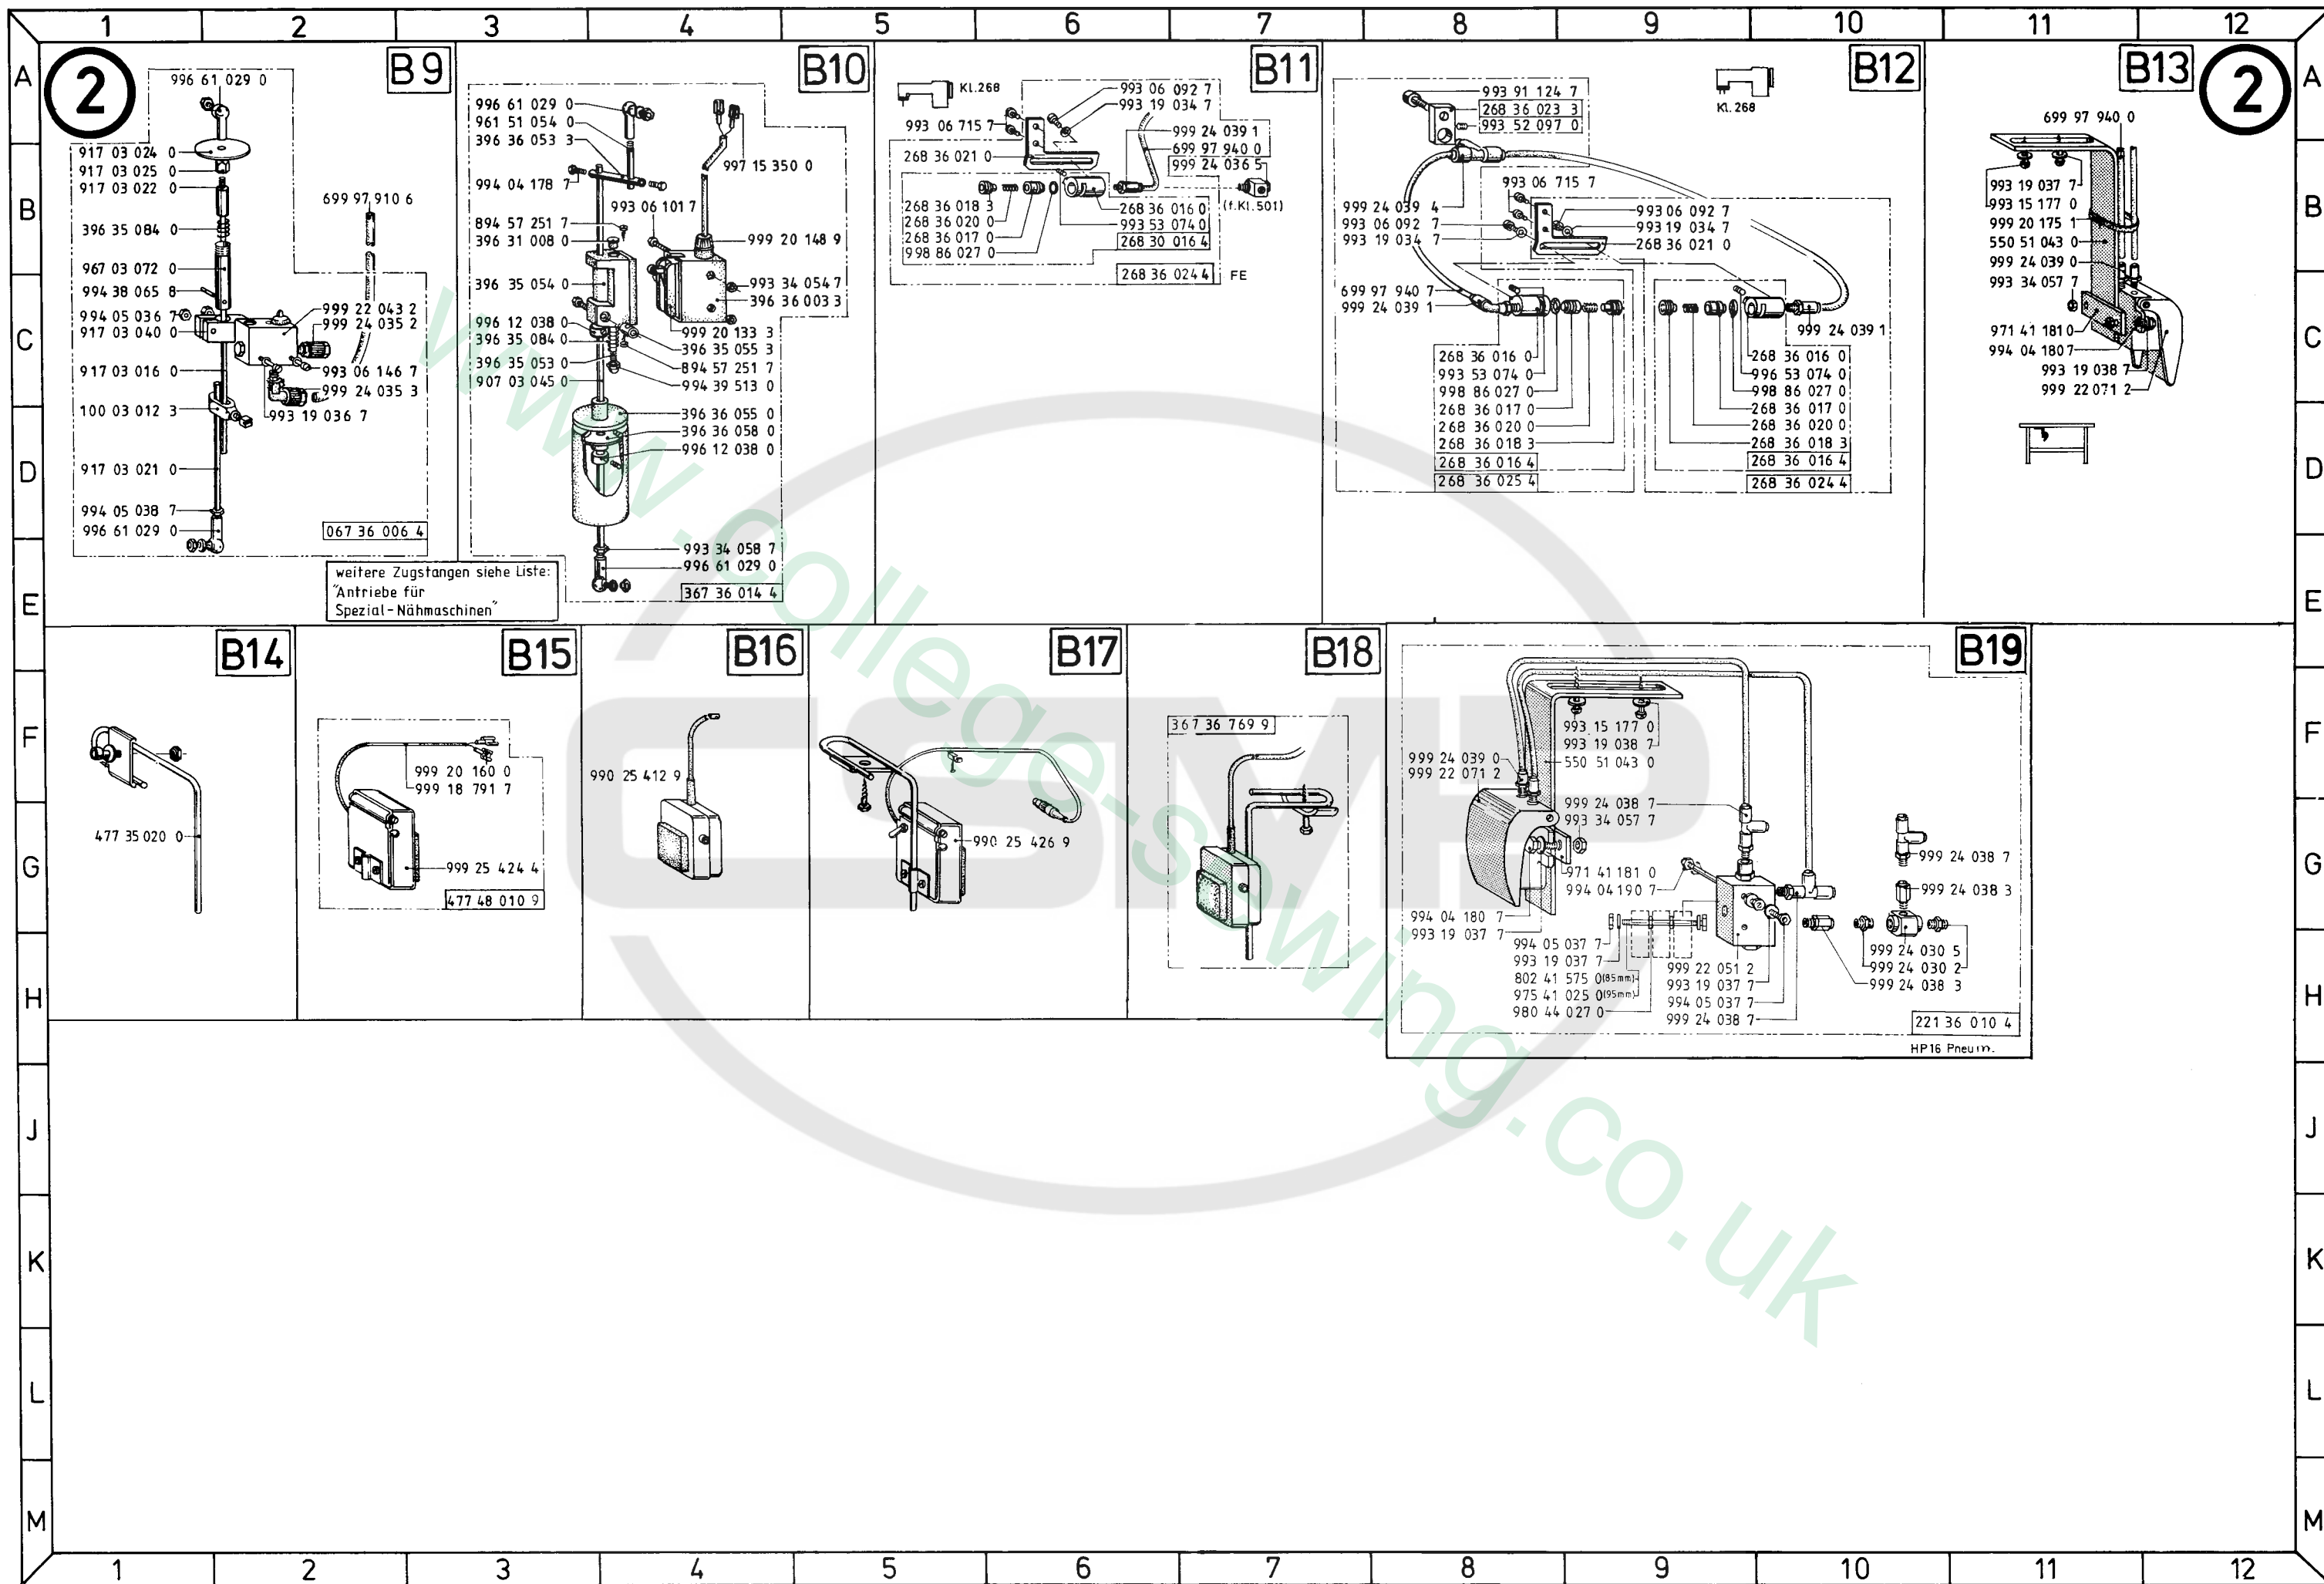 1 2 3 4 5 6 7 8 9 10 11 12
A
B
C
D
E
F
G
H
J
K
L
M
2
B9
996 61 029 0
917 03 024 0
917 03 025 0
917 03 022 0
699 97 910 6
396 35 084 0
967 03 072 0
994 38 065 8
994 05 036 7
917 03 040 0
999 22 043 2
999 24 035 2
917 03 016 0
993 06 146 7
999 24 035 3
100 03 012 3
993 19 036 7
917 03 021 0
994 05 038 7
996 61 029 0
067 36 006 4
weitere Zugstangen siehe Liste:
"Antriebe für
Spezial-Nähmaschinen"
B10
996 61 029 0
961 51 054 0
396 36 053 3
997 15 350 0
994 04 178 7
993 06 101 7
894 57 251 7
396 31 008 0
999 20 148 9
396 35 054 0
993 34 054 7
396 36 003 3
996 12 038 0
396 35 084 0
999 20 133 3
396 35 055 3
396 35 053 0
894 57 251 7
907 03 045 0
994 39 513 0
396 36 055 0
396 36 058 0
996 12 038 0
993 34 058 7
996 61 029 0
367 36 014 4
B11
Kl.268
993 06 092 7
993 19 034 7
993 06 715 7
999 24 039 1
699 97 940 0
999 24 036 5
268 36 021 0
(f.Kl.501)
268 36 018 3
268 36 020 0
268 36 017 0
998 86 027 0
268 36 016 0
993 53 074 0
268 30 016 4
268 36 024 4 FE
B12
Kl. 268
993 91 124 7
268 36 023 3
993 52 097 0
993 06 715 7
999 24 039 4
993 06 092 7
993 19 034 7
993 06 092 7
993 19 034 7
268 36 021 0
699 97 940 7
999 24 039 1
999 24 039 1
268 36 016 0
993 53 074 0
998 86 027 0
268 36 017 0
268 36 020 0
268 36 018 3
268 36 016 4
268 36 025 4
268 36 016 0
996 53 074 0
998 86 027 0
268 36 017 0
268 36 020 0
268 36 018 3
268 36 016 4
268 36 024 4
B13
2
699 97 940 0
993 19 037 7
993 15 177 0
999 20 175 1
550 51 043 0
999 24 039 0
993 34 057 7
971 41 181 0
994 04 180 7
993 19 038 7
999 22 071 2
B14
477 35 020 0
B15
999 20 160 0
999 18 791 7
999 25 424 4
477 48 010 9
B16
990 25 412 9
B17
990 25 426 9
B18
367 36 769 9
B19
993 15 177 0
993 19 038 7
550 51 043 0
999 24 039 0
999 22 071 2
999 24 038 7
993 34 057 7
971 41 181 0
994 04 190 7
994 04 180 7
993 19 037 7
994 05 037 7
993 19 037 7
802 41 575 0(85mm)
975 41 025 0(95mm)
980 44 027 0
999 22 051 2
993 19 037 7
994 05 037 7
999 24 038 7
999 24 038 7
999 24 038 3
999 24 030 5
999 24 030 2
999 24 038 3
221 36 010 4
HP16 Pneum.
A
B
C
D
E
F
G
H
J
K
L
M
1 2 3 4 5 6 7 8 9 10 11 12
CSMP
www.college-sewing.co.uk